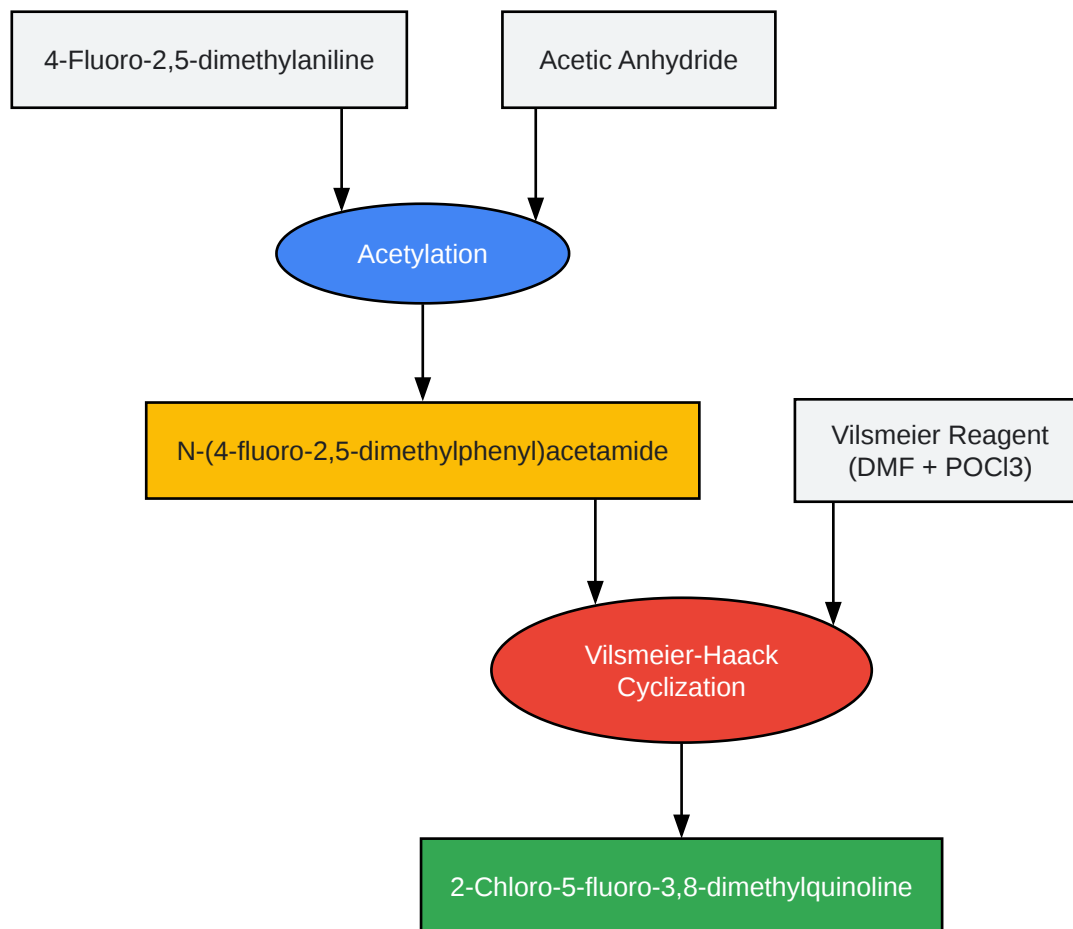 4-Fluoro-2,5-dimethylaniline
Acetic Anhydride
Acetylation
N-(4-fluoro-2,5-dimethylphenyl)acetamide
Vilsmeier Reagent
(DMF + POCl3)
Vilsmeier-Haack
Cyclization
2-Chloro-5-fluoro-3,8-dimethylquinoline